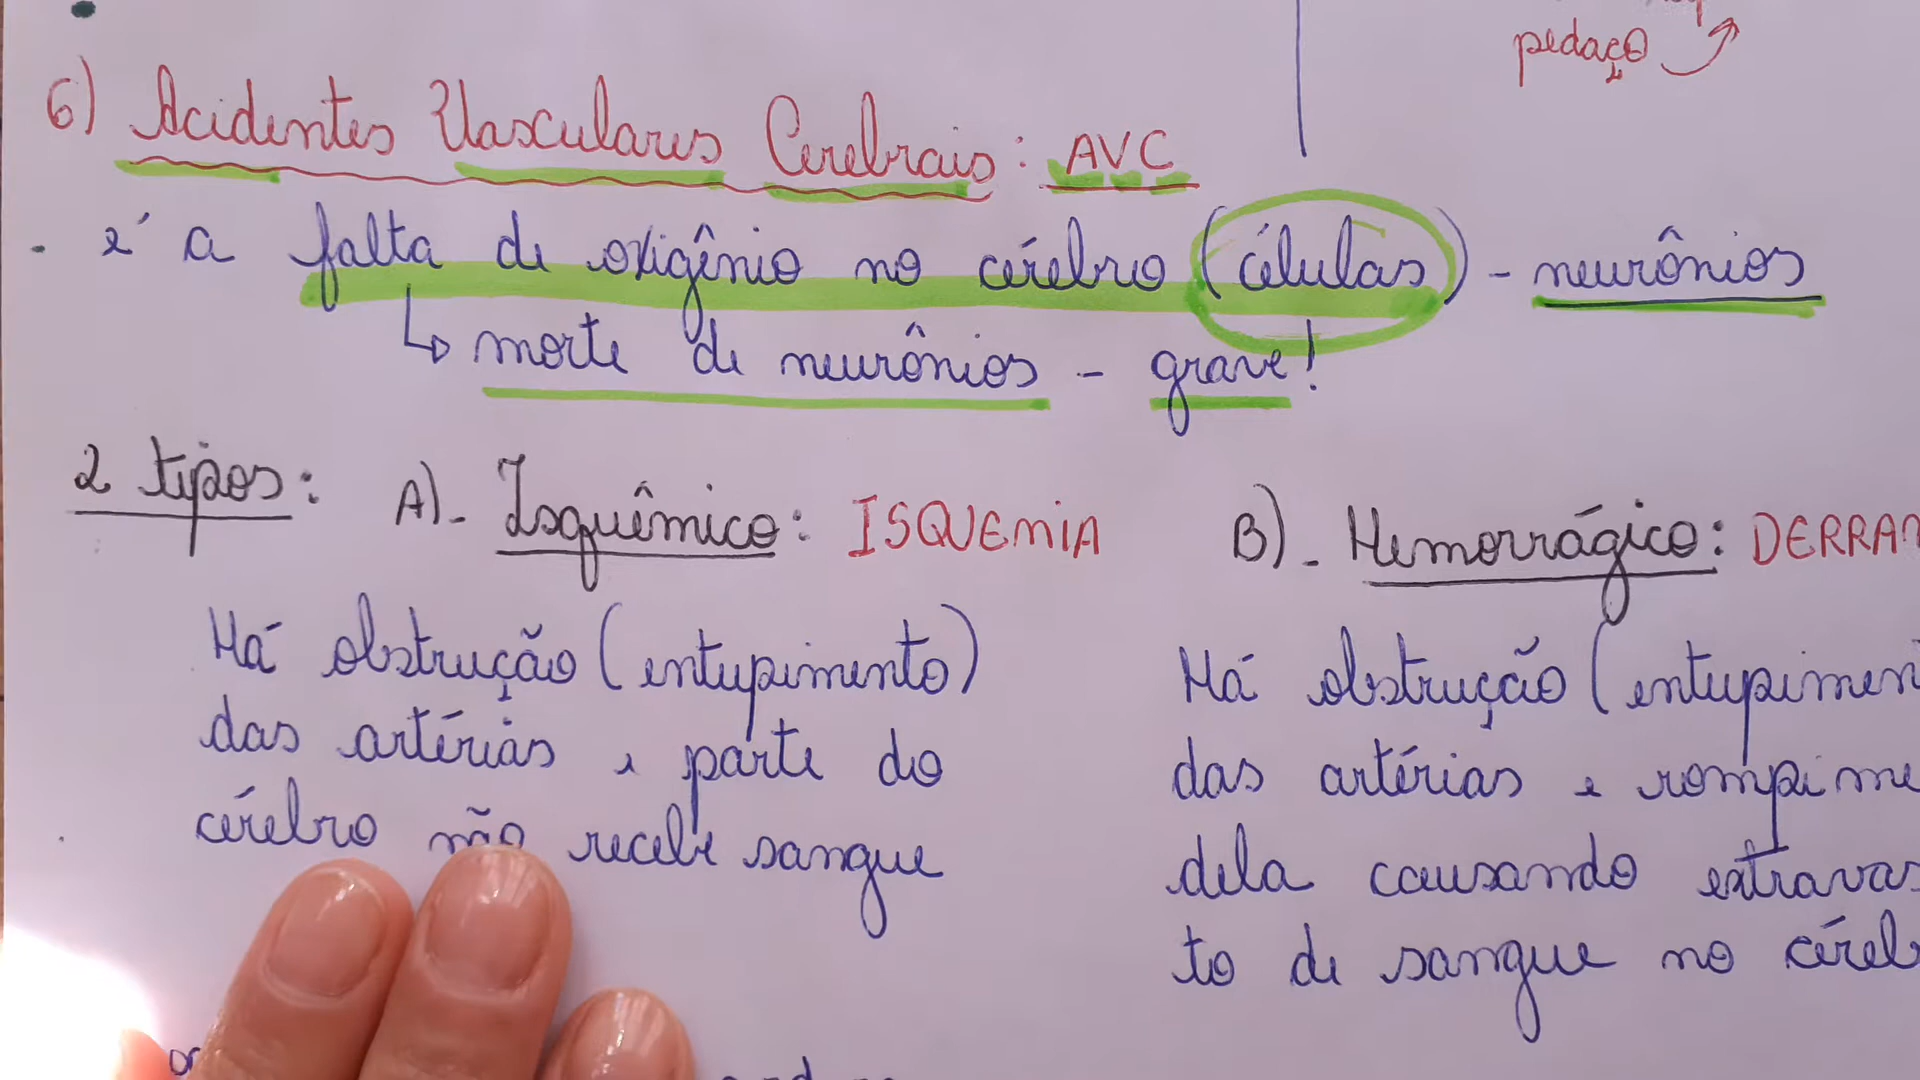 pedaço
6) Acidentes Vasculares Cerebrais: AVC
. é a falta de oxigênio no cérebro (células) - neurônios
↳ morte de neurônios - grave!
2 tipos: A)- Isquêmico: ISQUEMIA
Há obstrução (entupimento)
das artérias e parte do
cérebro não recebe sangue
B)- Hemorrágico: DERRAM
Há obstrução (entupimen
das artérias e rompime
dela causando extravas
to de sangue no céreb